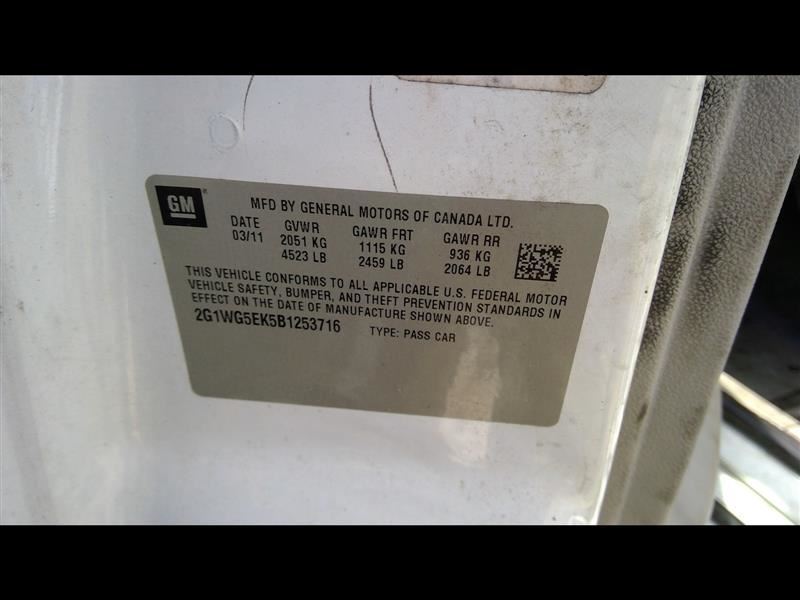 GM
MFD BY GENERAL MOTORS OF CANADA LTD.
DATE GVWR GAWR FRT GAWR RR
03/11 2051 KG 1115 KG 936 KG
4523 LB 2459 LB 2064 LB
THIS VEHICLE CONFORMS TO ALL APPLICABLE U.S. FEDERAL MOTOR
VEHICLE SAFETY, BUMPER, AND THEFT PREVENTION STANDARDS IN
EFFECT ON THE DATE OF MANUFACTURE SHOWN ABOVE.
2G1WG5EK5B1253716 TYPE: PASS CAR